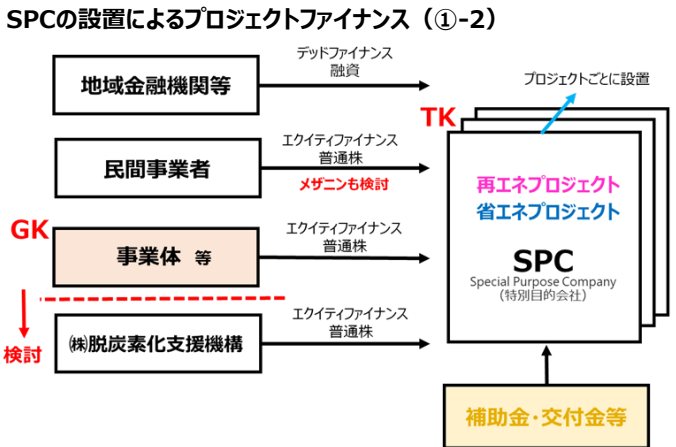 SPCの設置によるプロジェクトファイナンス（①-2）
地域金融機関等
デッドファイナンス
融資
プロジェクトごとに設置
TK
民間事業者
エクイティファイナンス
普通株
メザニンも検討
再エネプロジェクト
省エネプロジェクト
GK
事業体 等
エクイティファイナンス
普通株
SPC
Special Purpose Company
（特別目的会社）
検討
㈱脱炭素化支援機構
エクイティファイナンス
普通株
補助金・交付金等